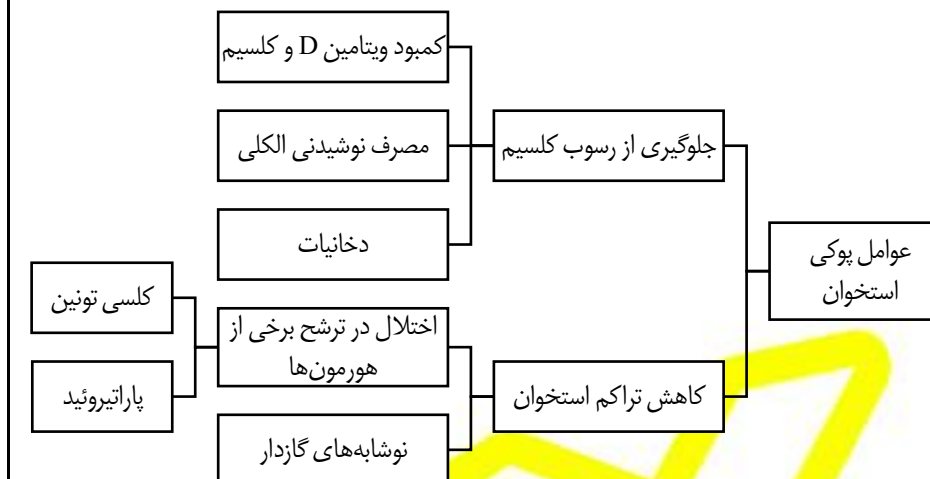 عوامل پوکی
استخوان
جلوگیری از رسوب کلسیم
کمبود ویتامین D و کلسیم
مصرف نوشیدنی الکلی
دخانیات
کاهش تراکم استخوان
اختلال در ترشح برخی از
هورمون‌ها
کلسی تونین
پاراتیروئید
نوشابه‌های گازدار